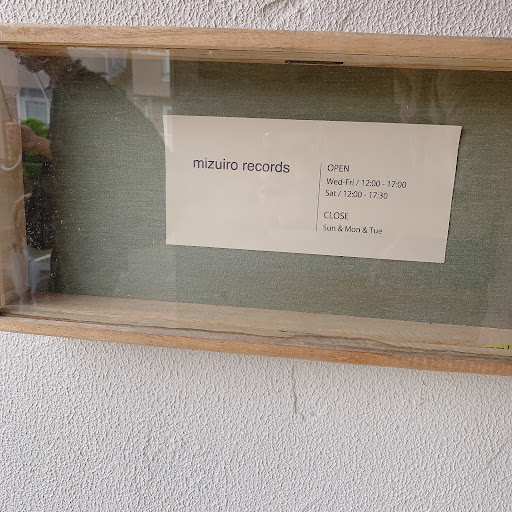 mizuiro records
OPEN
Wed-Fri / 12:00 - 17:00
Sat / 12:00 - 17:30
CLOSE
Sun & Mon & Tue